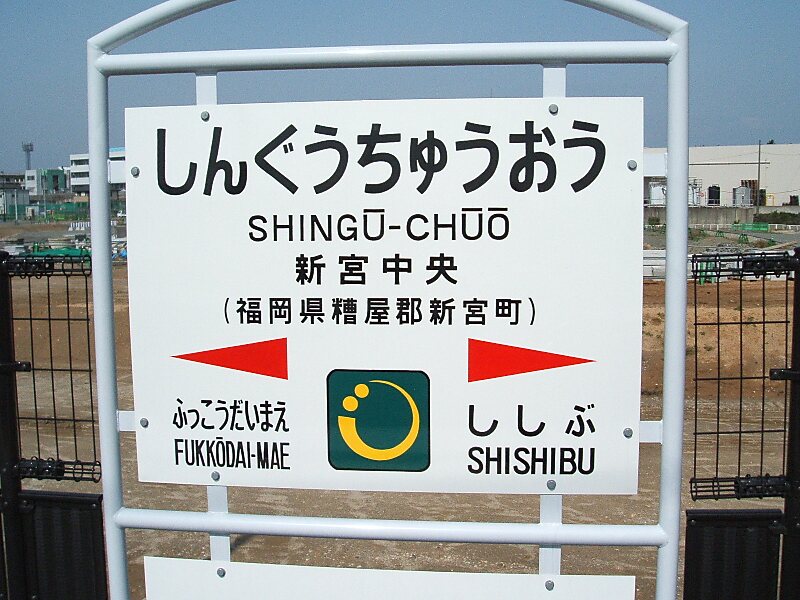 しんぐうちゅうおう
SHINGŪ-CHŪŌ
新宮中央
(福岡県糟屋郡新宮町)
ふっこうだいまえ
FUKKŌDAI-MAE
ししぶ
SHISHIBU